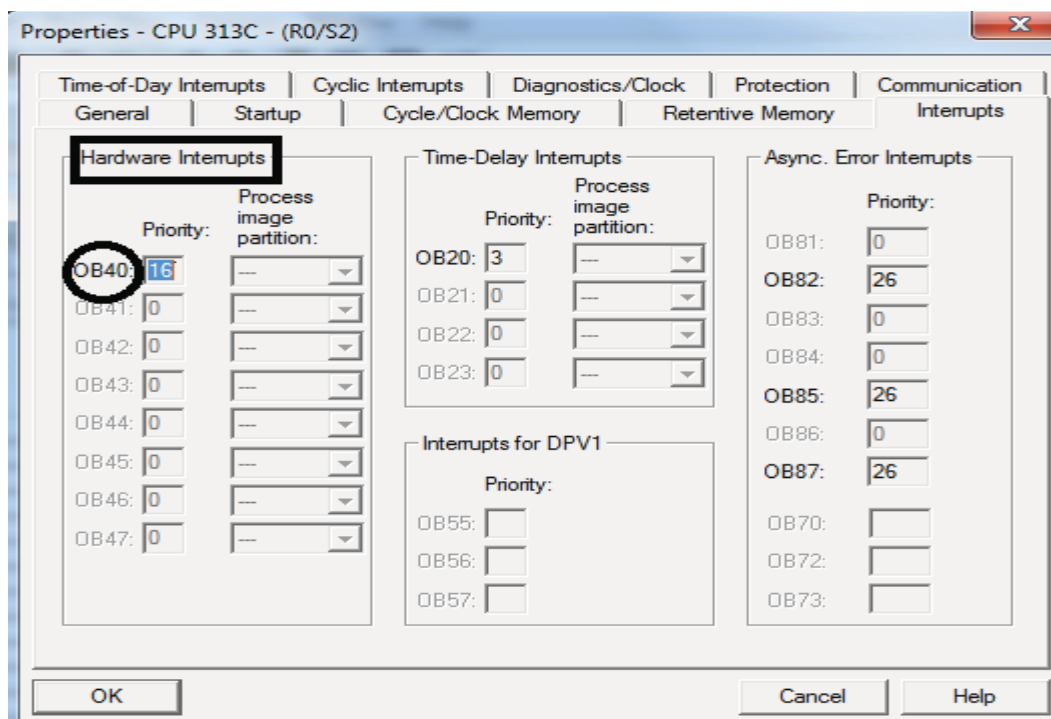 Properties - CPU 313C - (R0/S2)
Time-of-Day Interrupts Cyclic Interrupts Diagnostics/Clock Protection Communication
General Startup Cycle/Clock Memory Retentive Memory Interrupts
Hardware Interrupts
Priority: Process image partition:
OB40: 16 ---
OB41: 0 ---
OB42: 0 ---
OB43: 0 ---
OB44: 0 ---
OB45: 0 ---
OB46: 0 ---
OB47: 0 ---
Time-Delay Interrupts
Priority: Process image partition:
OB20: 3 ---
OB21: 0 ---
OB22: 0 ---
OB23: 0 ---
Interrupts for DPV1
Priority:
OB55:
OB56:
OB57:
Async. Error Interrupts
Priority:
OB81: 0
OB82: 26
OB83: 0
OB84: 0
OB85: 26
OB86: 0
OB87: 26
OB70:
OB72:
OB73:
OK Cancel Help